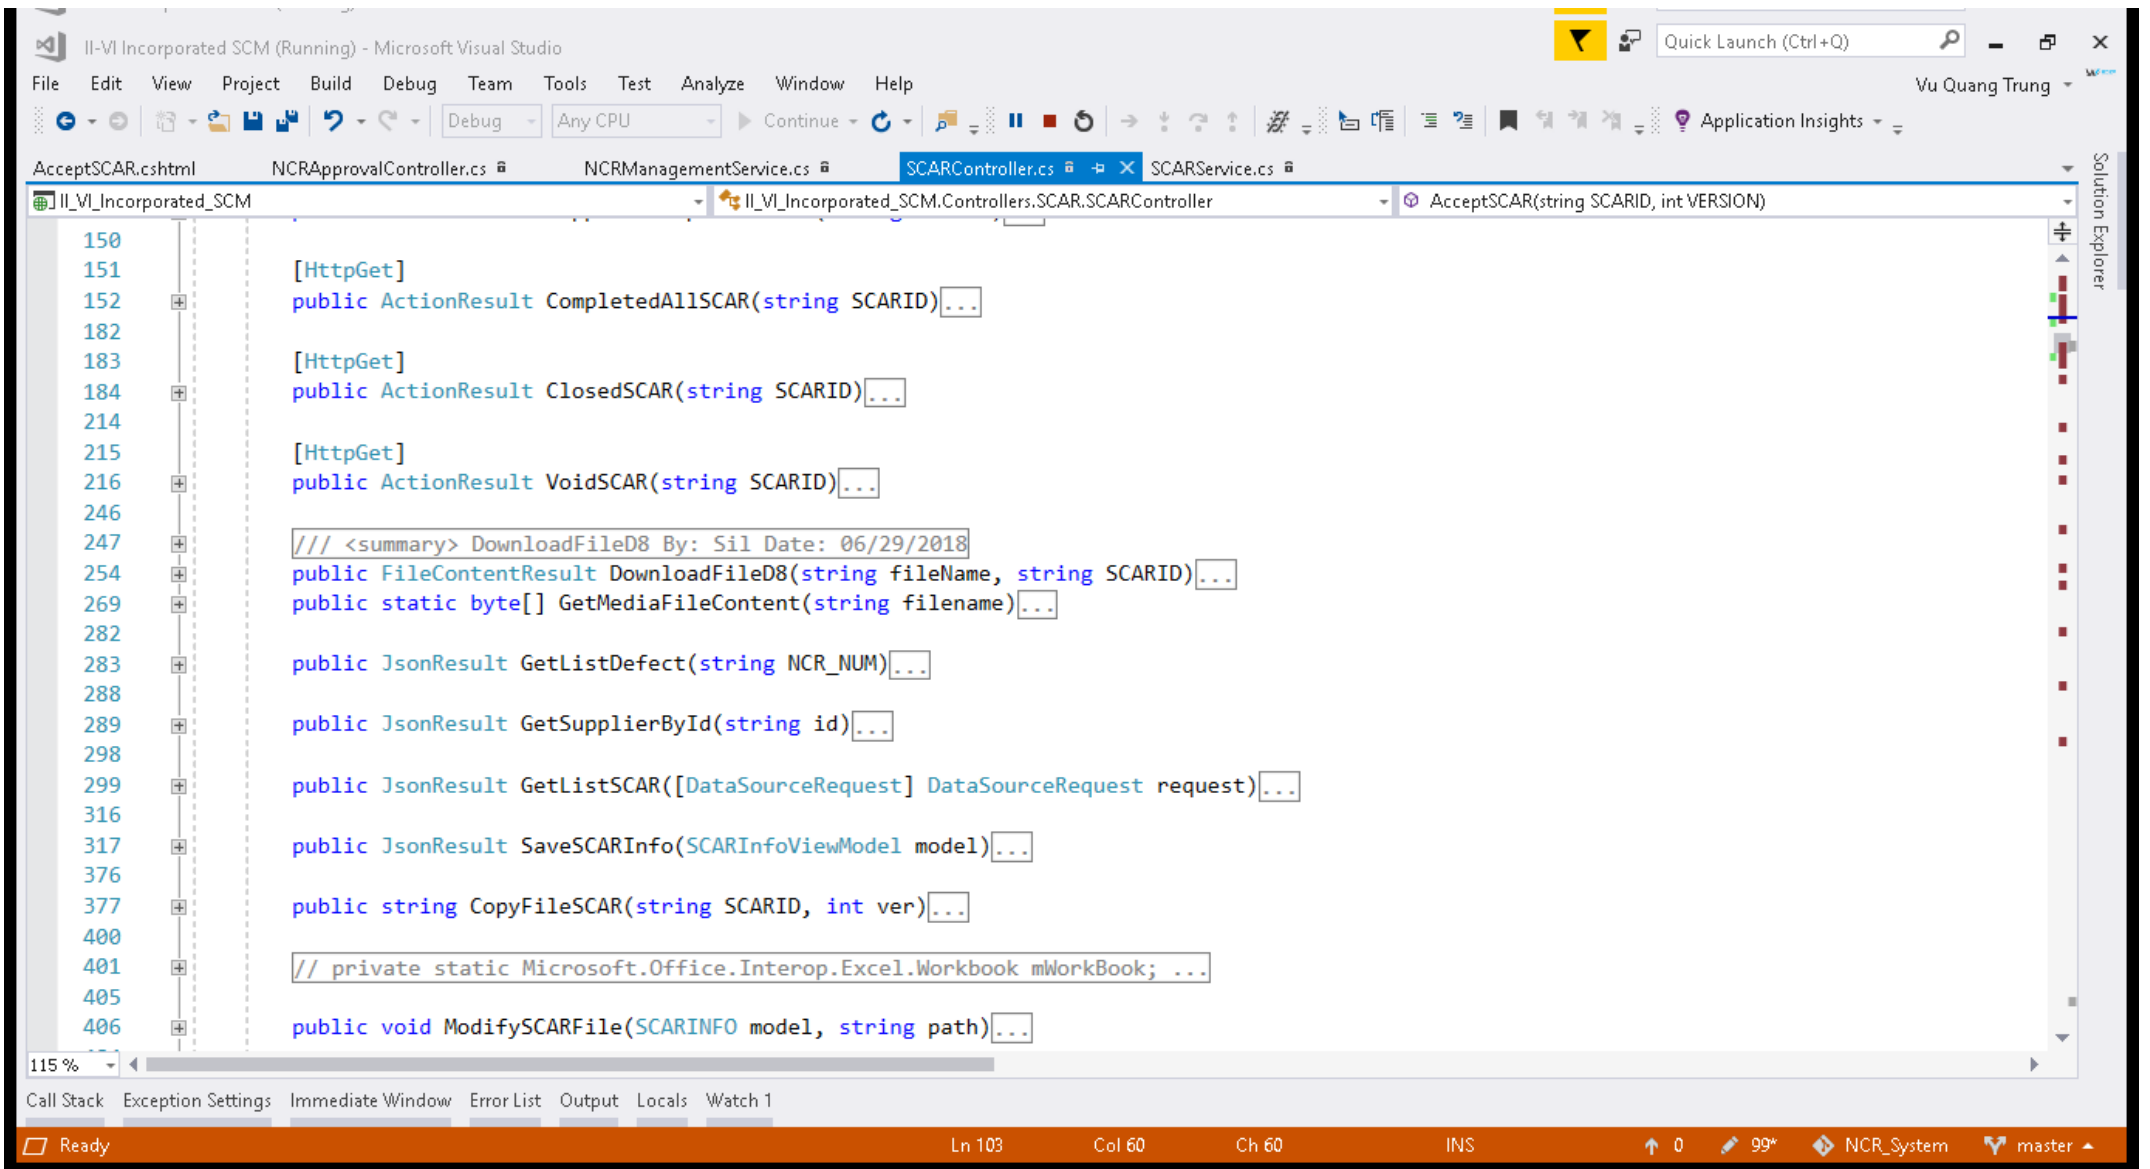 II-VI Incorporated SCM (Running) - Microsoft Visual Studio
Quick Launch (Ctrl+Q)
File Edit View Project Build Debug Team Tools Test Analyze Window Help
Vu Quang Trung
Debug Any CPU Continue Application Insights
AcceptSCAR.cshtml NCRApprovalController.cs NCRManagementService.cs SCARController.cs SCARService.cs
II_VI_Incorporated_SCM II_VI_Incorporated_SCM.Controllers.SCAR.SCARController AcceptSCAR(string SCARID, int VERSION)
Solution Explorer
150
151 [HttpGet]
152 public ActionResult CompletedAllSCAR(string SCARID)...
182
183 [HttpGet]
184 public ActionResult ClosedSCAR(string SCARID)...
214
215 [HttpGet]
216 public ActionResult VoidSCAR(string SCARID)...
246
247 /// <summary> DownloadFileD8 By: Sil Date: 06/29/2018
254 public FileContentResult DownloadFileD8(string fileName, string SCARID)...
269 public static byte[] GetMediaFileContent(string filename)...
282
283 public JsonResult GetListDefect(string NCR_NUM)...
288
289 public JsonResult GetSupplierById(string id)...
298
299 public JsonResult GetListSCAR([DataSourceRequest] DataSourceRequest request)...
316
317 public JsonResult SaveSCARInfo(SCARInfoViewModel model)...
376
377 public string CopyFileSCAR(string SCARID, int ver)...
400
401 // private static Microsoft.Office.Interop.Excel.Workbook mWorkBook; ...
405
406 public void ModifySCARFile(SCARINFO model, string path)...
115 %
Call Stack Exception Settings Immediate Window Error List Output Locals Watch 1
Ready Ln 103 Col 60 Ch 60 INS 0 99* NCR_System master